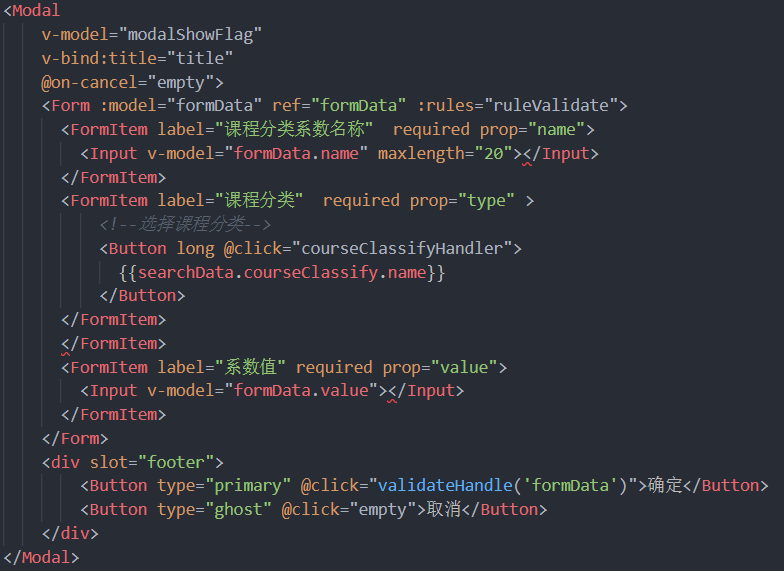 <Modal
v-model="modalShowFlag"
v-bind:title="title"
@on-cancel="empty">
<Form :model="formData" ref="formData" :rules="ruleValidate">
<FormItem label="课程分类系数名称"  required prop="name">
<Input v-model="formData.name" maxlength="20"></Input>
</FormItem>
<FormItem label="课程分类"  required prop="type" >
<!--选择课程分类-->
<Button long @click="courseClassifyHandler">
{{searchData.courseClassify.name}}
</Button>
</FormItem>
</FormItem>
<FormItem label="系数值" required prop="value">
<Input v-model="formData.value"></Input>
</FormItem>
</Form>
<div slot="footer">
<Button type="primary" @click="validateHandle('formData')">确定</Button>
<Button type="ghost" @click="empty">取消</Button>
</div>
</Modal>